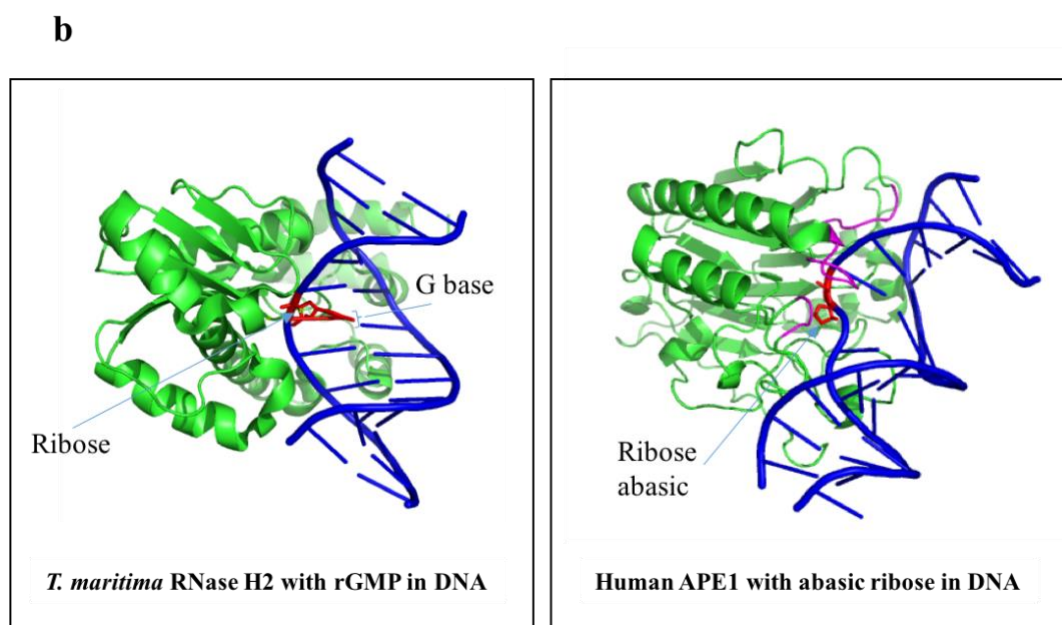 b
G base
Ribose
T. maritima RNase H2 with rGMP in DNA
Ribose
abasic
Human APE1 with abasic ribose in DNA